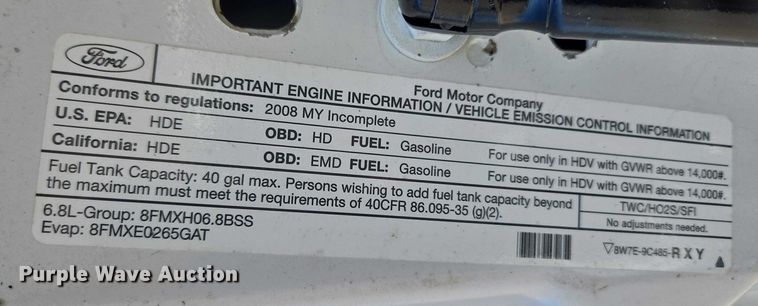 Ford
Ford Motor Company
IMPORTANT ENGINE INFORMATION / VEHICLE EMISSION CONTROL INFORMATION
Conforms to regulations: 2008 MY Incomplete
U.S. EPA: HDE OBD: HD FUEL: Gasoline For use only in HDV with GVWR above 14,000#.
California: HDE OBD: EMD FUEL: Gasoline For use only in HDV with GVWR above 14,000#.
Fuel Tank Capacity: 40 gal max. Persons wishing to add fuel tank capacity beyond
the maximum must meet the requirements of 40CFR 86.095-35 (g)(2).
TWC/HO2S/SFI
No adjustments needed.
6.8L-Group: 8FMXH06.8BSS
Evap: 8FMXE0265GAT
8W7E-9C485-RXY
Purple Wave Auction